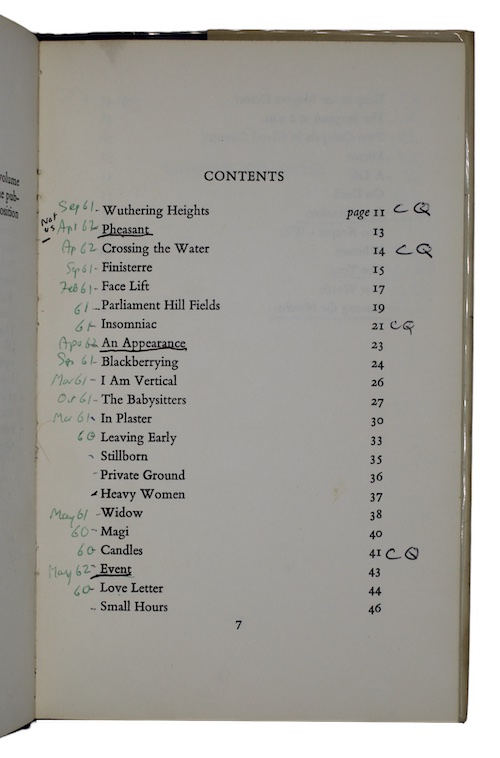 volume
e pub-
osition
CONTENTS
Sep 61 - Wuthering Heights page 11 CQ
Not us Apr 62 - Pheasant 13
Ap 62 Crossing the Water 14 CQ
Sep 61 - Finisterre 15
Feb 61 - Face Lift 17
61 - Parliament Hill Fields 19
61 - Insomniac 21 CQ
Apr 62 An Appearance 23
Sep 61 - Blackberrying 24
Mar 61 - I Am Vertical 26
Oct 61 - The Babysitters 27
Mar 61 - In Plaster 30
60 Leaving Early 33
- Stillborn 35
- Private Ground 36
- Heavy Women 37
May 61 - Widow 38
60 - Magi 40
60 - Candles 41 CQ
May 62 - Event 43
60 - Love Letter 44
- Small Hours 46
7